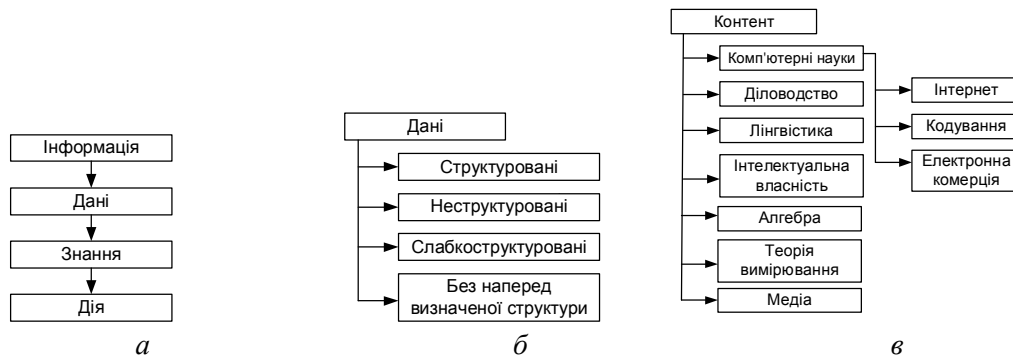 Інформація
Дані
Знання
Дія
а
Дані
Структуровані
Неструктуровані
Слабкоструктуровані
Без наперед
визначеної структури
б
Контент
Комп'ютерні науки
Діловодство
Лінгвістика
Інтелектуальна
власність
Алгебра
Теорія
вимірювання
Медіа
Інтернет
Кодування
Електронна
комерція
в